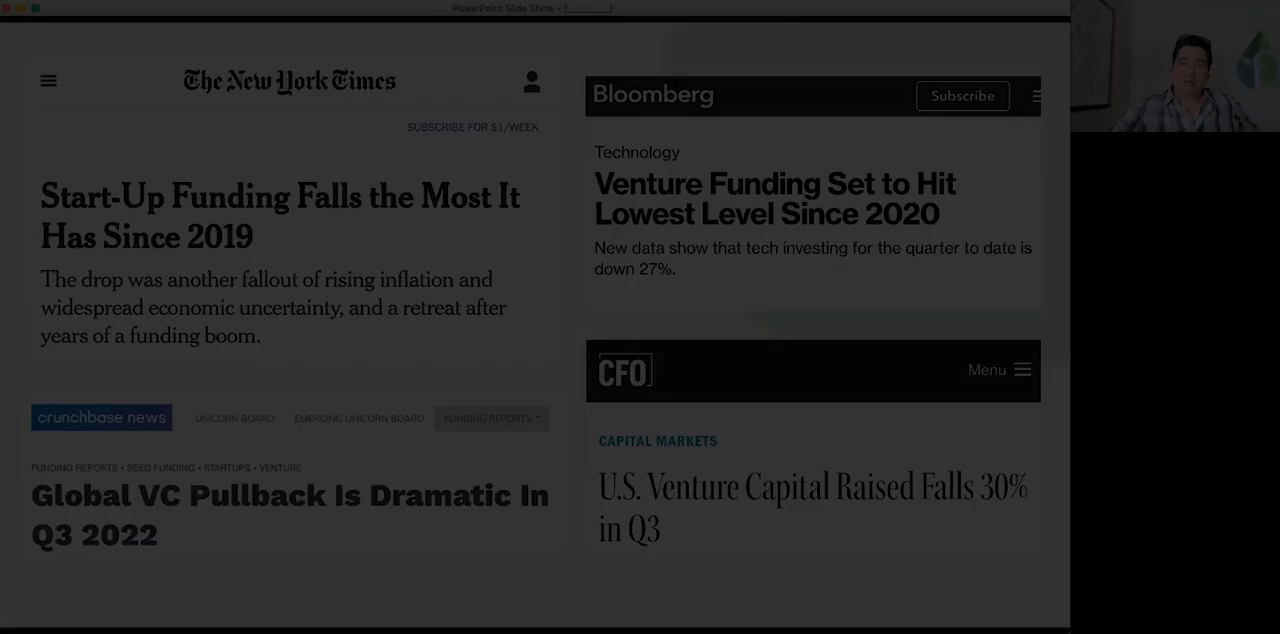 PowerPoint Slide Show - [________]
The New York Times
SUBSCRIBE FOR $1/WEEK
Start-Up Funding Falls the Most It
Has Since 2019
The drop was another fallout of rising inflation and
widespread economic uncertainty, and a retreat after
years of a funding boom.
Bloomberg
Subscribe
Technology
Venture Funding Set to Hit
Lowest Level Since 2020
New data show that tech investing for the quarter to date is
down 27%.
crunchbase news
UNICORN BOARD
EMERGING UNICORN BOARD
FUNDING REPORTS
FUNDING REPORTS • SEED FUNDING • STARTUPS • VENTURE
Global VC Pullback Is Dramatic In
Q3 2022
CFO
Menu
CAPITAL MARKETS
U.S. Venture Capital Raised Falls 30%
in Q3